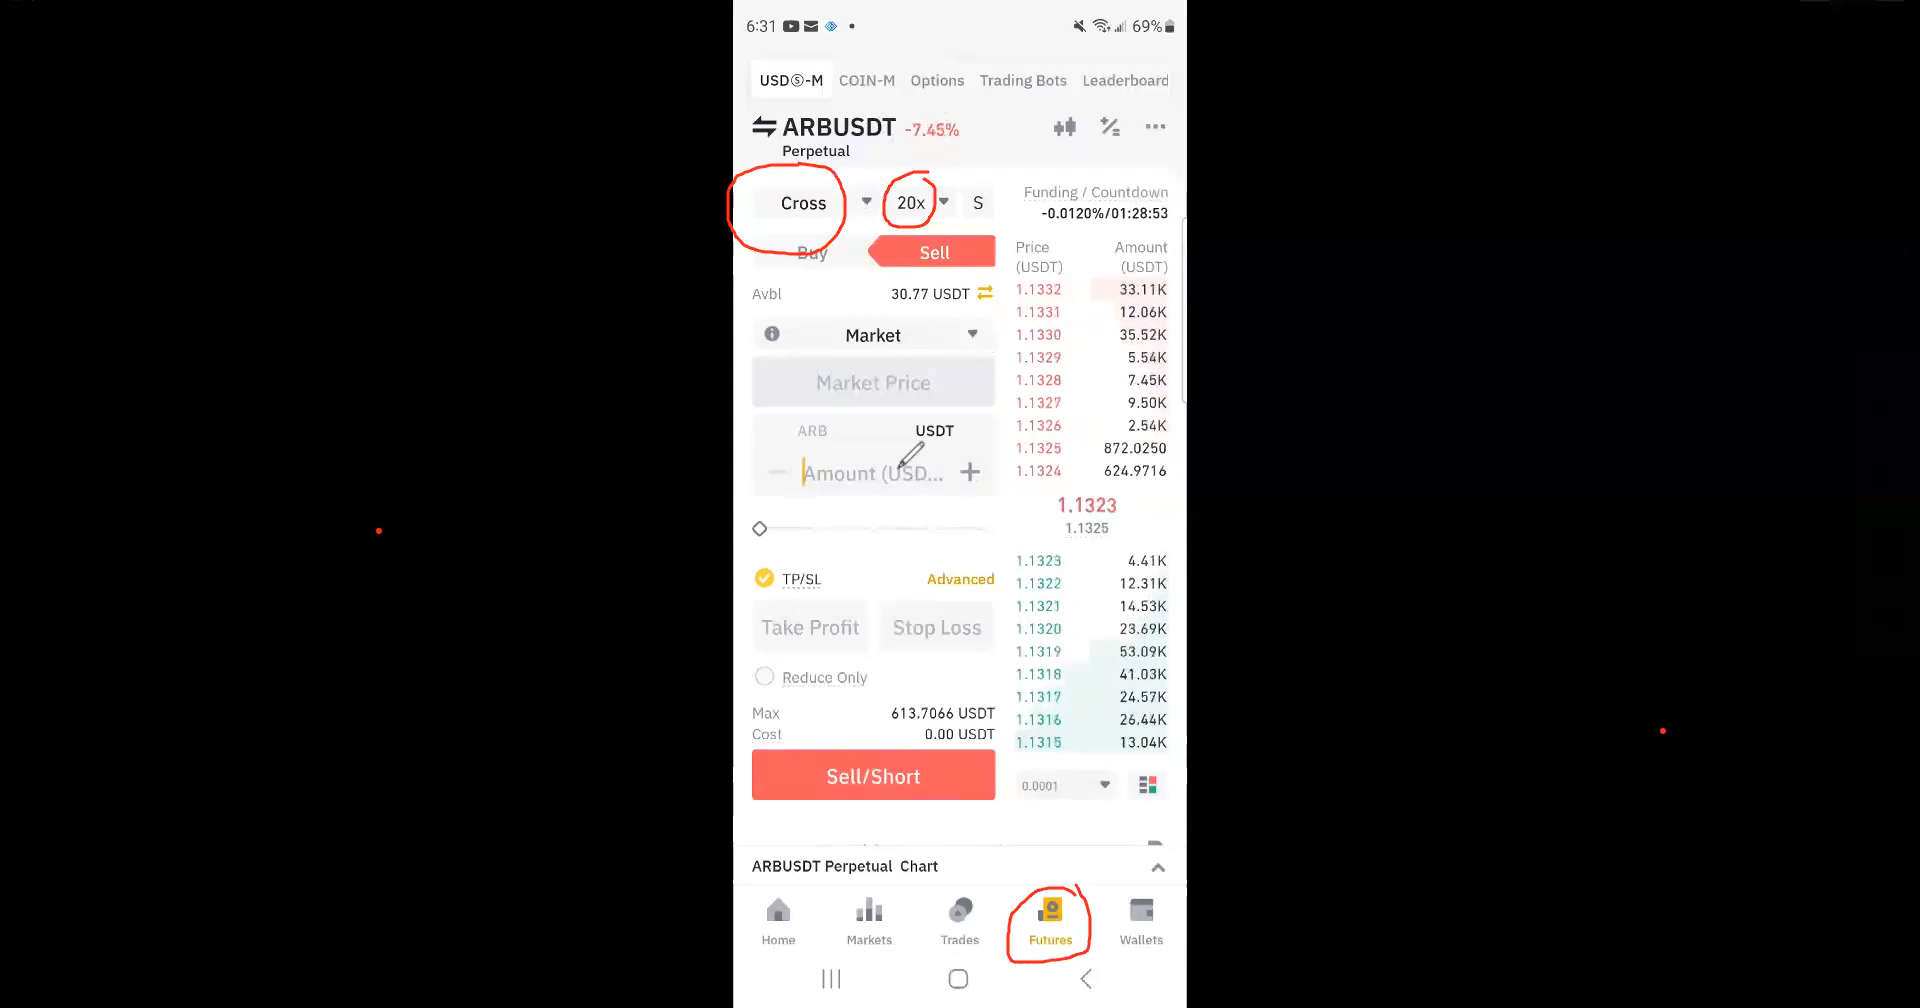 6:31 69%
USDⓈ-M COIN-M Options Trading Bots Leaderboard
ARBUSDT -7.45%
Perpetual
Cross 20x S
Funding / Countdown
-0.0120%/01:28:53
Buy Sell
Price (USDT) Amount (USDT)
Avbl 30.77 USDT
Market
Market Price
ARB USDT
Amount (USD...
TP/SL Advanced
Take Profit Stop Loss
Reduce Only
Max 613.7066 USDT
Cost 0.00 USDT
Sell/Short
1.1332 33.11K
1.1331 12.06K
1.1330 35.52K
1.1329 5.54K
1.1328 7.45K
1.1327 9.50K
1.1326 2.54K
1.1325 872.0250
1.1324 624.9716
1.1323
1.1325
1.1323 4.41K
1.1322 12.31K
1.1321 14.53K
1.1320 23.69K
1.1319 53.09K
1.1318 41.03K
1.1317 24.57K
1.1316 26.44K
1.1315 13.04K
0.0001
ARBUSDT Perpetual Chart
Home Markets Trades Futures Wallets